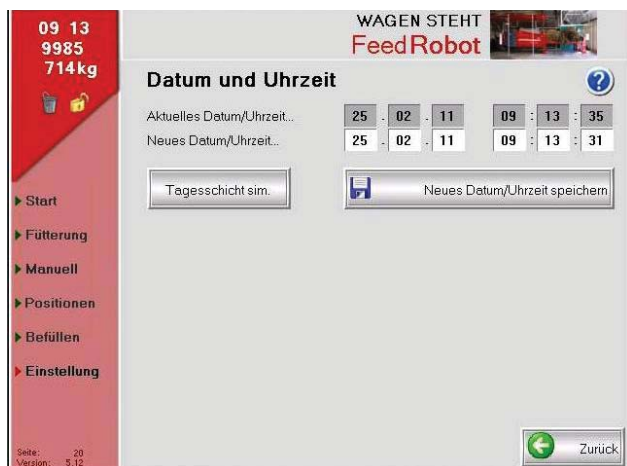 09 13
9985
714kg
WAGEN STEHT
FeedRobot
Datum und Uhrzeit
?
Aktuelles Datum/Uhrzeit... 25 . 02 . 11 09 : 13 : 35
Neues Datum/Uhrzeit... 25 . 02 . 11 09 : 13 : 31
Tagesschicht sim.
Neues Datum/Uhrzeit speichern
Start
Fütterung
Manuell
Positionen
Befüllen
Einstellung
Seite: 20
Version: 5.12
Zurück